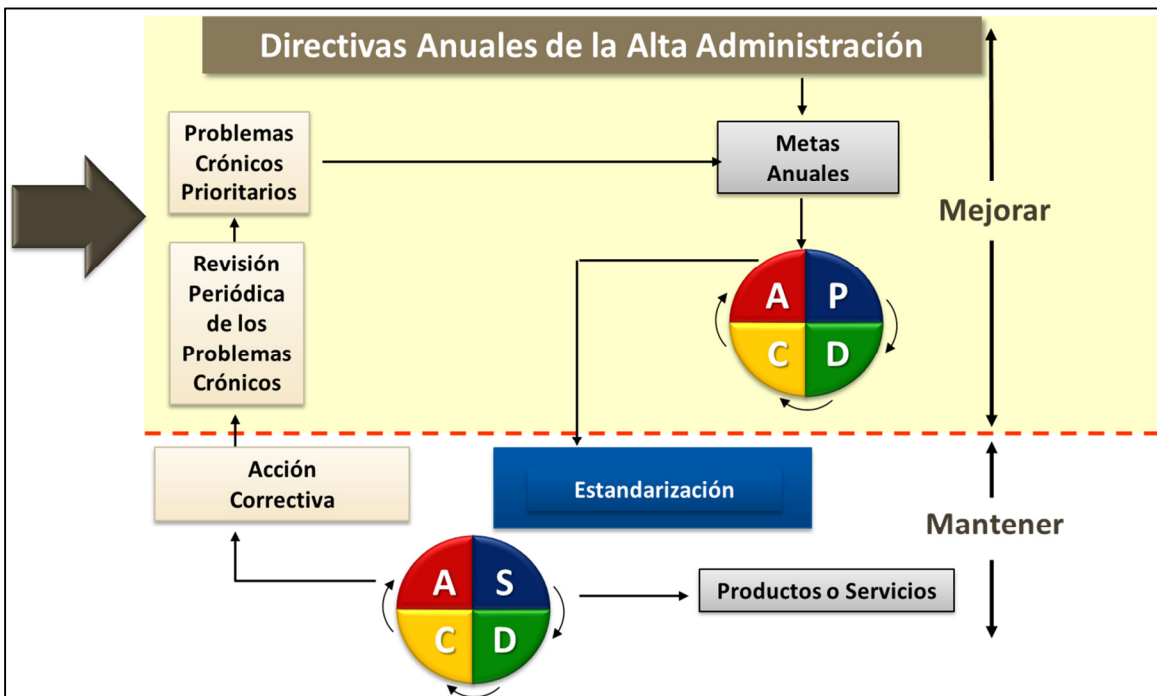 Directivas Anuales de la Alta Administración
Problemas
Crónicos
Prioritarios
Metas
Anuales
Mejorar
Revisión
Periódica
de los
Problemas
Crónicos
A P
C D
Acción
Correctiva
Estandarización
Mantener
A S
C D
Productos o Servicios